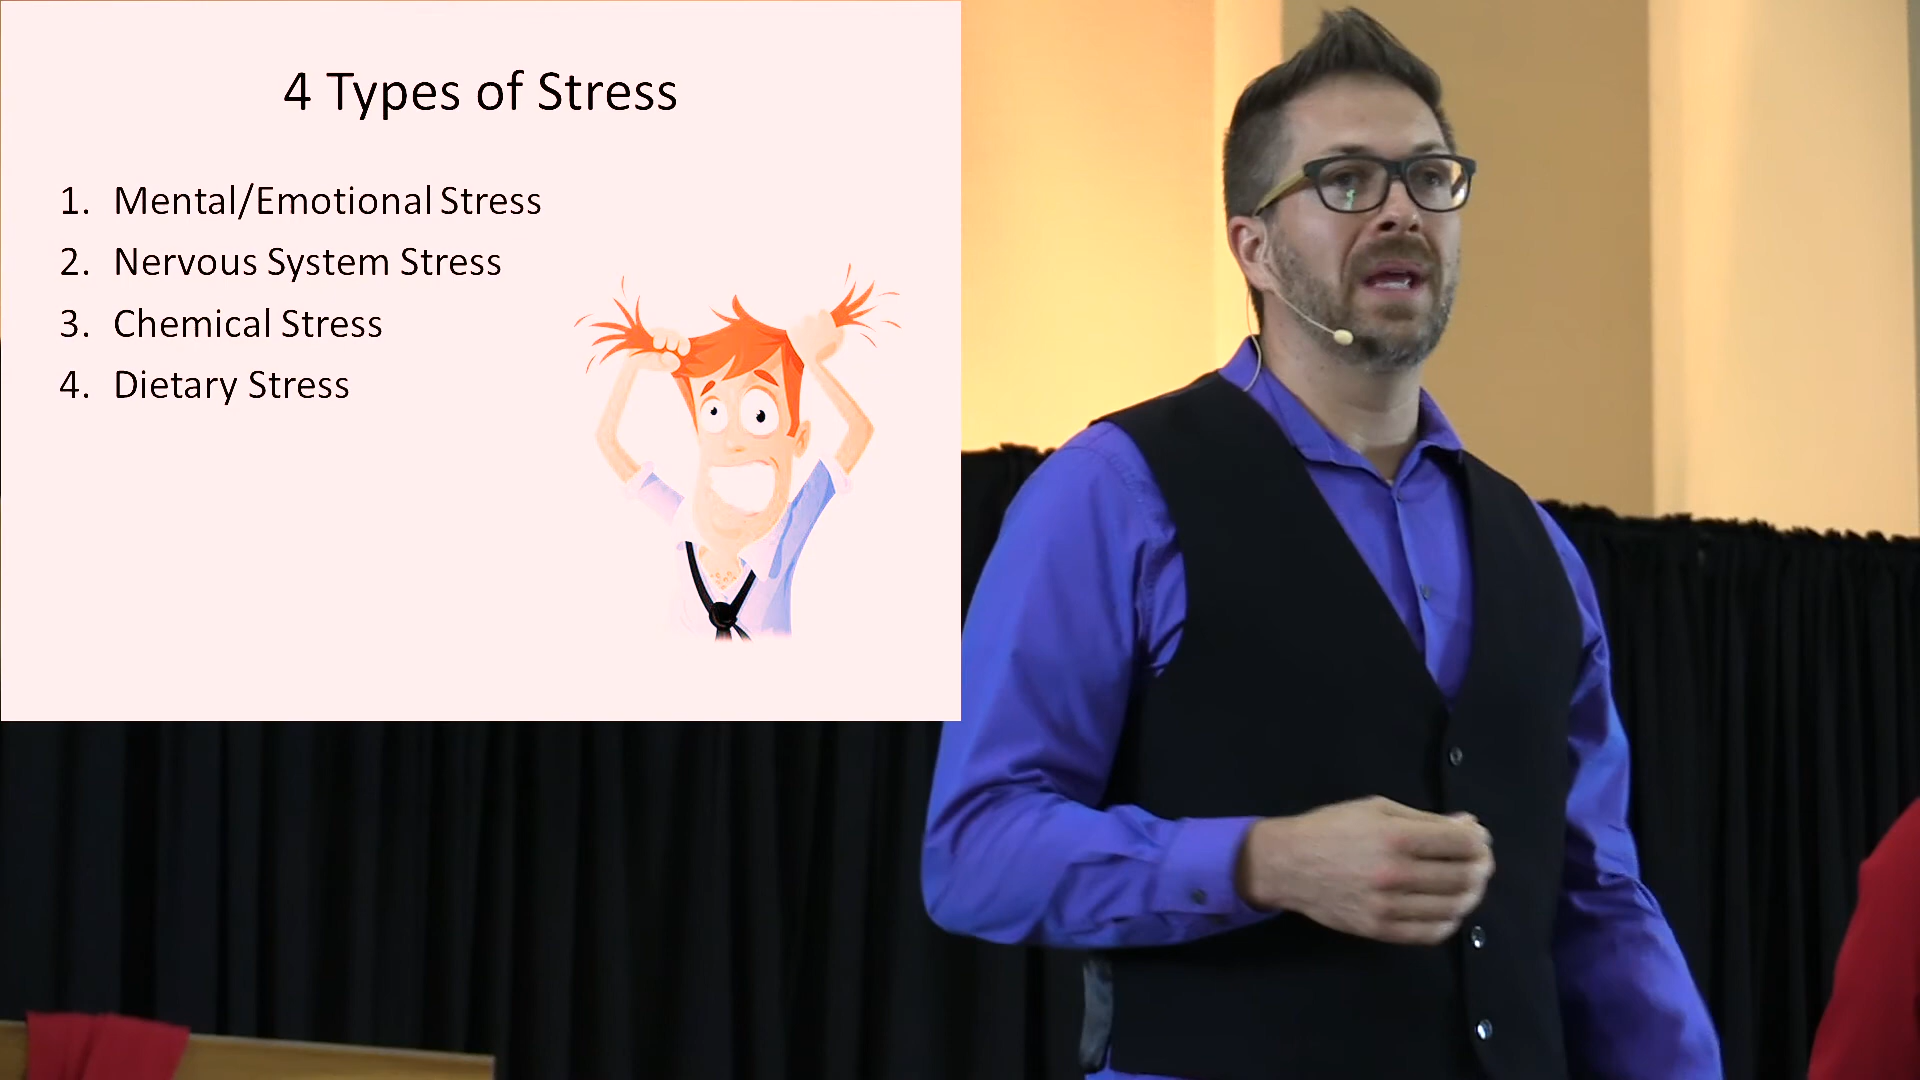 4 Types of Stress
1. Mental/Emotional Stress
2. Nervous System Stress
3. Chemical Stress
4. Dietary Stress